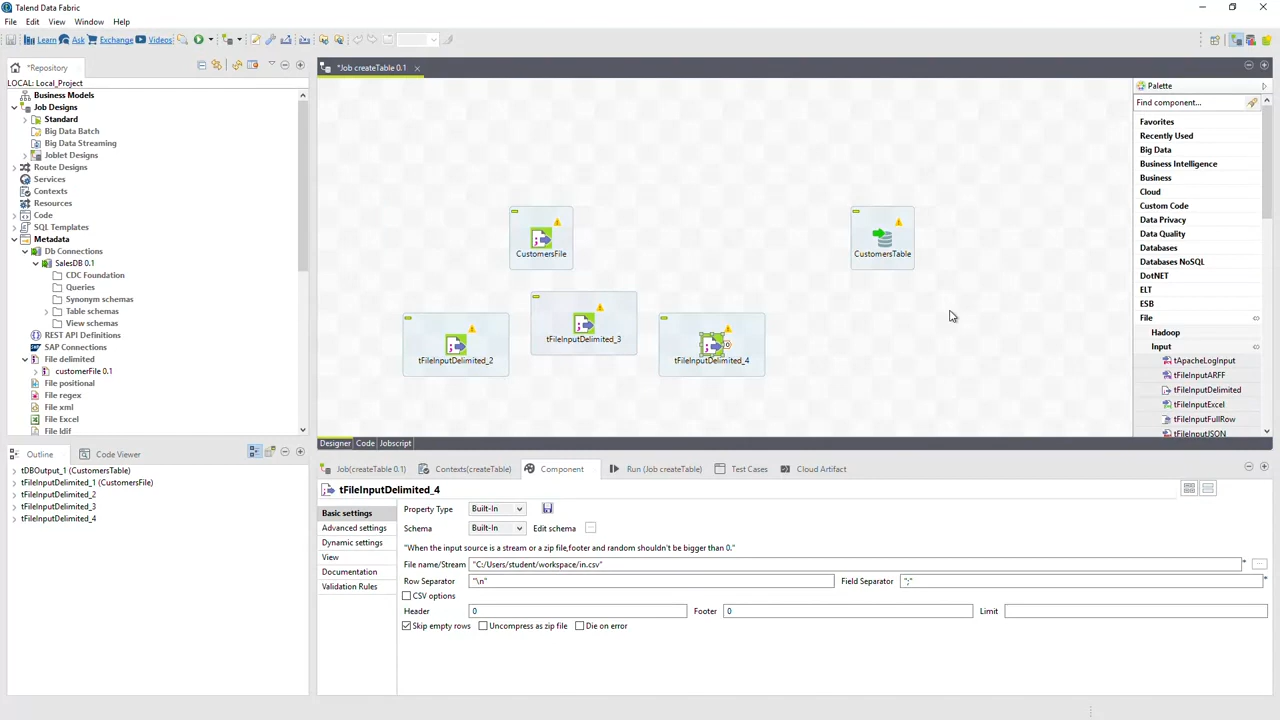 Talend Data Fabric
File Edit View Window Help
Learn Ask Exchange Videos
*Repository
LOCAL: Local_Project
Business Models
Job Designs
Standard
Big Data Batch
Big Data Streaming
Joblet Designs
Route Designs
Services
Contexts
Resources
Code
SQL Templates
Metadata
Db Connections
SalesDB 0.1
CDC Foundation
Queries
Synonym schemas
Table schemas
View schemas
REST API Definitions
SAP Connections
File delimited
customerFile 0.1
File positional
File regex
File xml
File Excel
File ldif
*Job createTable 0.1
CustomersFile
CustomersTable
tFileInputDelimited_2
tFileInputDelimited_3
tFileInputDelimited_4
Designer Code Jobscript
Palette
Find component...
Favorites
Recently Used
Big Data
Business Intelligence
Business
Cloud
Custom Code
Data Privacy
Data Quality
Databases
Databases NoSQL
DotNET
ELT
ESB
File
Hadoop
Input
tApacheLogInput
tFileInputARFF
tFileInputDelimited
tFileInputExcel
tFileInputFullRow
tFileInputJSON
Outline Code Viewer
tDBOutput_1 (CustomersTable)
tFileInputDelimited_1 (CustomersFile)
tFileInputDelimited_2
tFileInputDelimited_3
tFileInputDelimited_4
Job(createTable 0.1) Contexts(createTable) Component Run (Job createTable) Test Cases Cloud Artifact
tFileInputDelimited_4
Basic settings
Advanced settings
Dynamic settings
View
Documentation
Validation Rules
Property Type Built-In
Schema Built-In Edit schema ...
"When the input source is a stream or a zip file,footer and random shouldn't be bigger than 0."
File name/Stream "C:/Users/student/workspace/in.csv" * ...
Row Separator "\n" Field Separator ";" *
CSV options
Header 0 Footer 0 Limit
Skip empty rows Uncompress as zip file Die on error